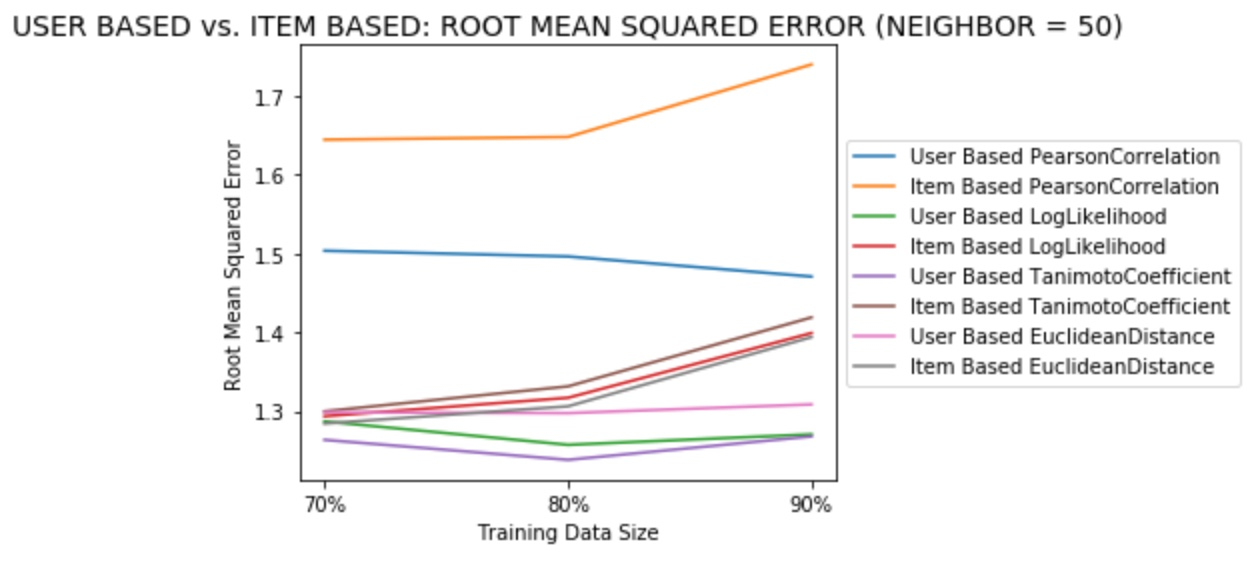 USER BASED vs. ITEM BASED: ROOT MEAN SQUARED ERROR (NEIGHBOR = 50)
Root Mean Squared Error
1.7
1.6
1.5
1.4
1.3
70%
80%
90%
Training Data Size
User Based PearsonCorrelation
Item Based PearsonCorrelation
User Based LogLikelihood
Item Based LogLikelihood
User Based TanimotoCoefficient
Item Based TanimotoCoefficient
User Based EuclideanDistance
Item Based EuclideanDistance